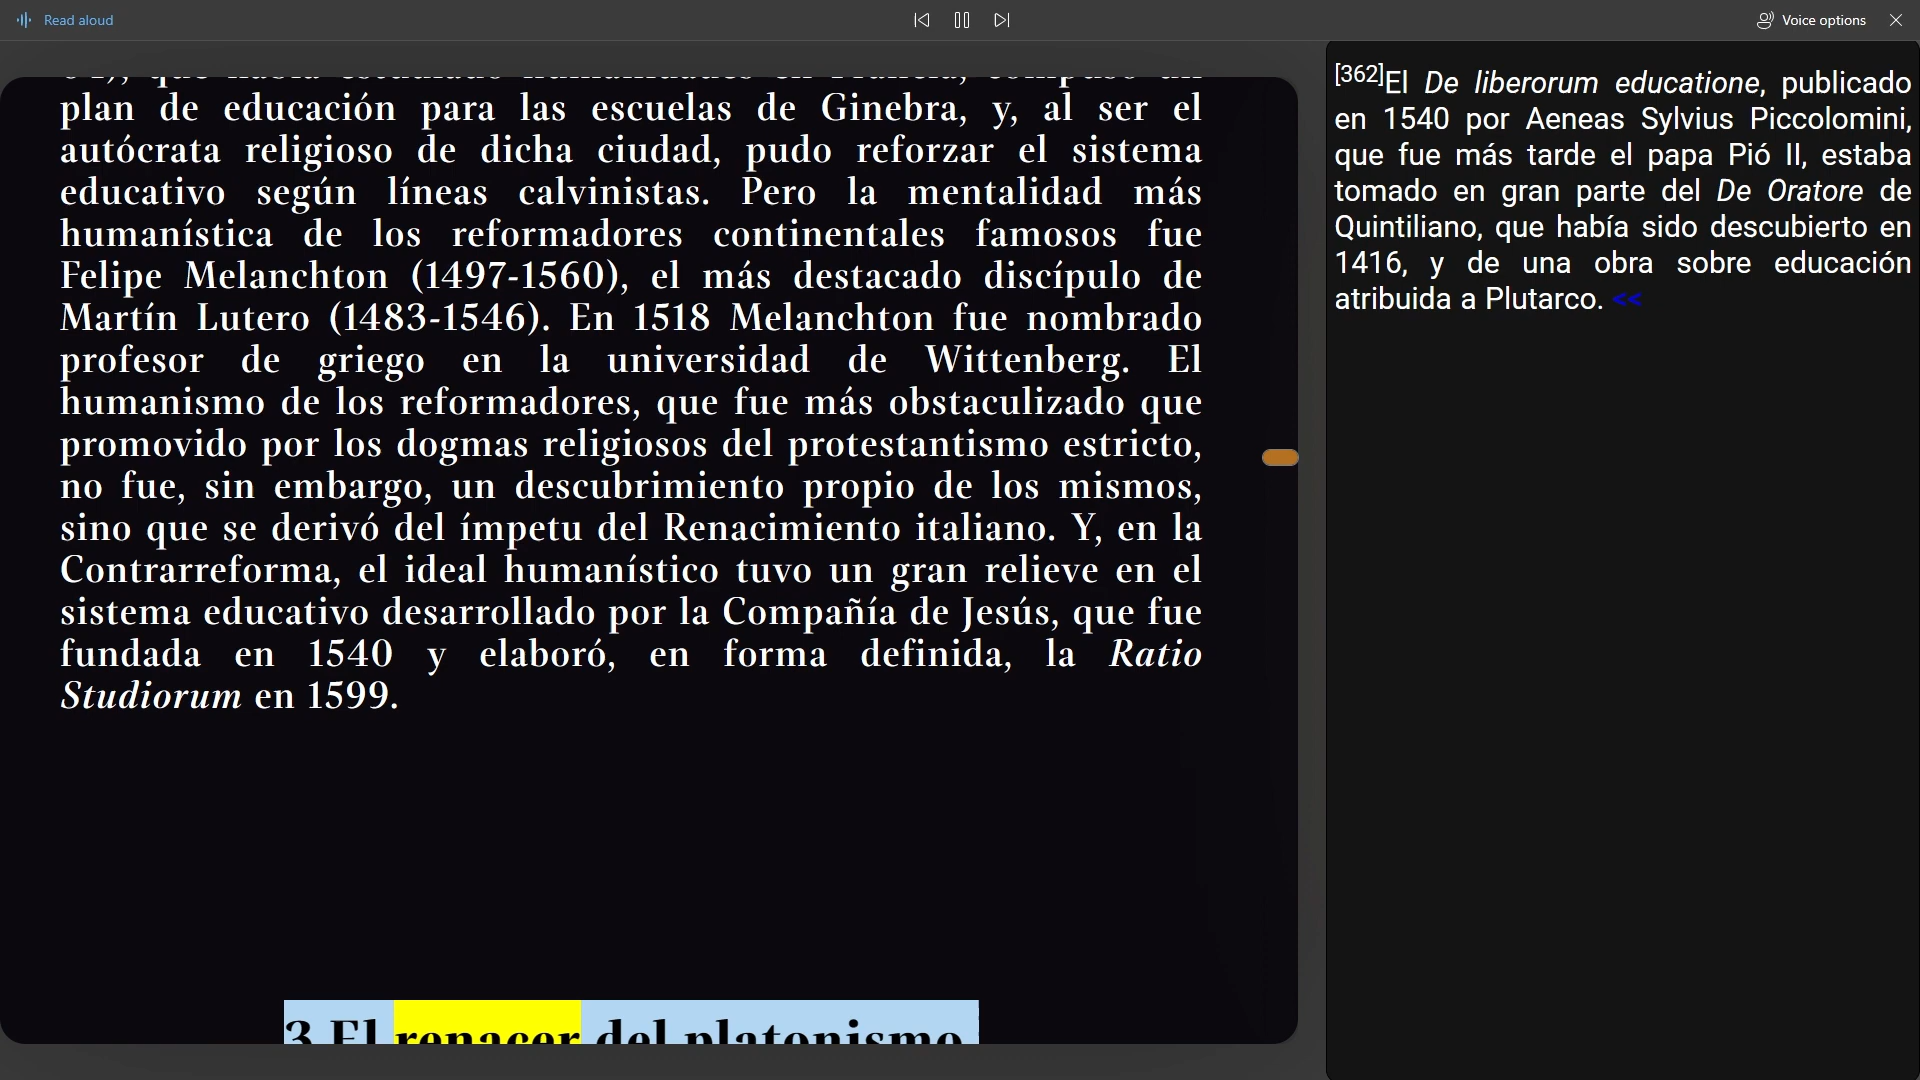 Read aloud
Voice options
plan de educación para las escuelas de Ginebra, y, al ser el
autócrata religioso de dicha ciudad, pudo reforzar el sistema
educativo según líneas calvinistas. Pero la mentalidad más
humanística de los reformadores continentales famosos fue
Felipe Melanchton (1497-1560), el más destacado discípulo de
Martín Lutero (1483-1546). En 1518 Melanchton fue nombrado
profesor de griego en la universidad de Wittenberg. El
humanismo de los reformadores, que fue más obstaculizado que
promovido por los dogmas religiosos del protestantismo estricto,
no fue, sin embargo, un descubrimiento propio de los mismos,
sino que se derivó del ímpetu del Renacimiento italiano. Y, en la
Contrarreforma, el ideal humanístico tuvo un gran relieve en el
sistema educativo desarrollado por la Compañía de Jesús, que fue
fundada en 1540 y elaboró, en forma definida, la Ratio
Studiorum en 1599.
3 El renacer del platonismo
[362]El De liberorum educatione, publicado
en 1540 por Aeneas Sylvius Piccolomini,
que fue más tarde el papa Pió II, estaba
tomado en gran parte del De Oratore de
Quintiliano, que había sido descubierto en
1416, y de una obra sobre educación
atribuida a Plutarco. <<